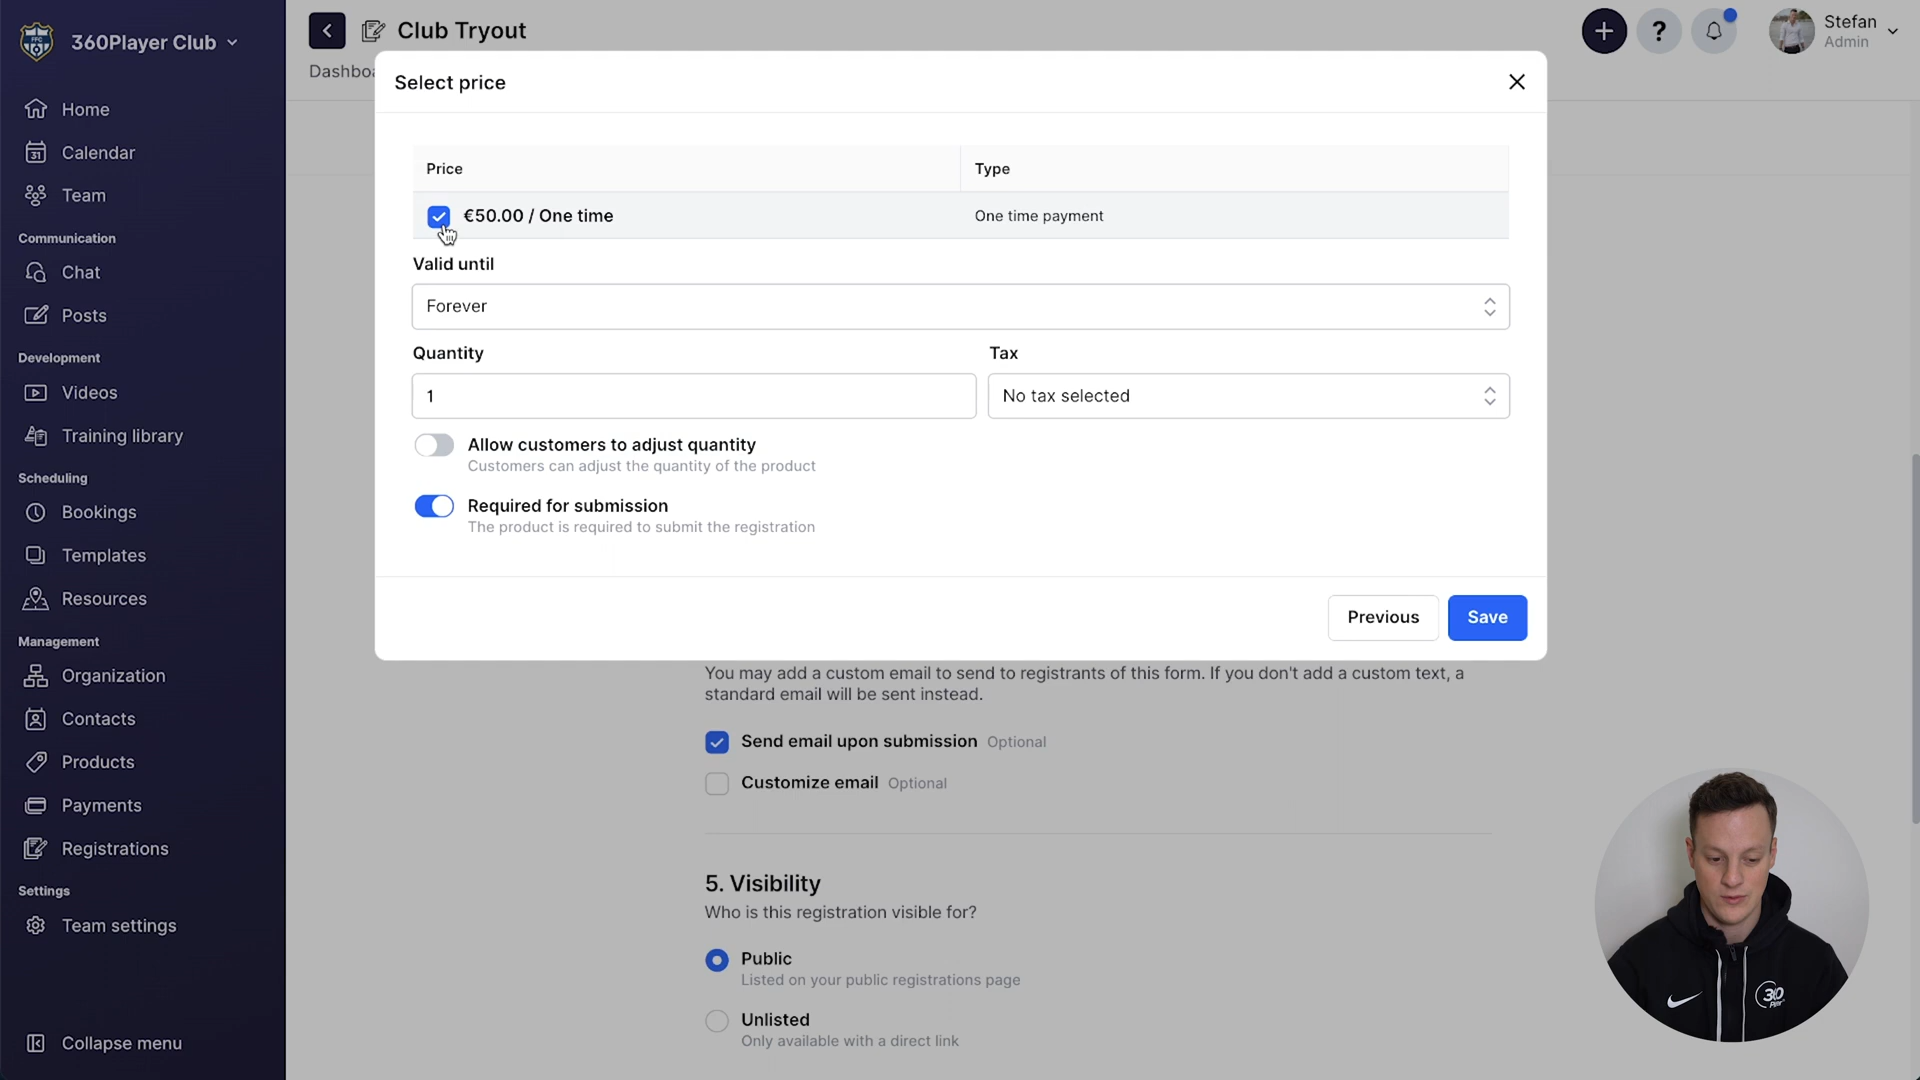 360Player Club
Home
Calendar
Team
Communication
Chat
Posts
Development
Videos
Training library
Scheduling
Bookings
Templates
Resources
Management
Organization
Contacts
Products
Payments
Registrations
Settings
Team settings
Collapse menu
Club Tryout
Stefan
Admin
Select price
Price
Type
€50.00 / One time
One time payment
Valid until
Forever
Quantity
Tax
1
No tax selected
Allow customers to adjust quantity
Customers can adjust the quantity of the product
Required for submission
The product is required to submit the registration
Previous
Save
You may add a custom email to send to registrants of this form. If you don't add a custom text, a
standard email will be sent instead.
Send email upon submission Optional
Customize email Optional
5. Visibility
Who is this registration visible for?
Public
Listed on your public registrations page
Unlisted
Only available with a direct link